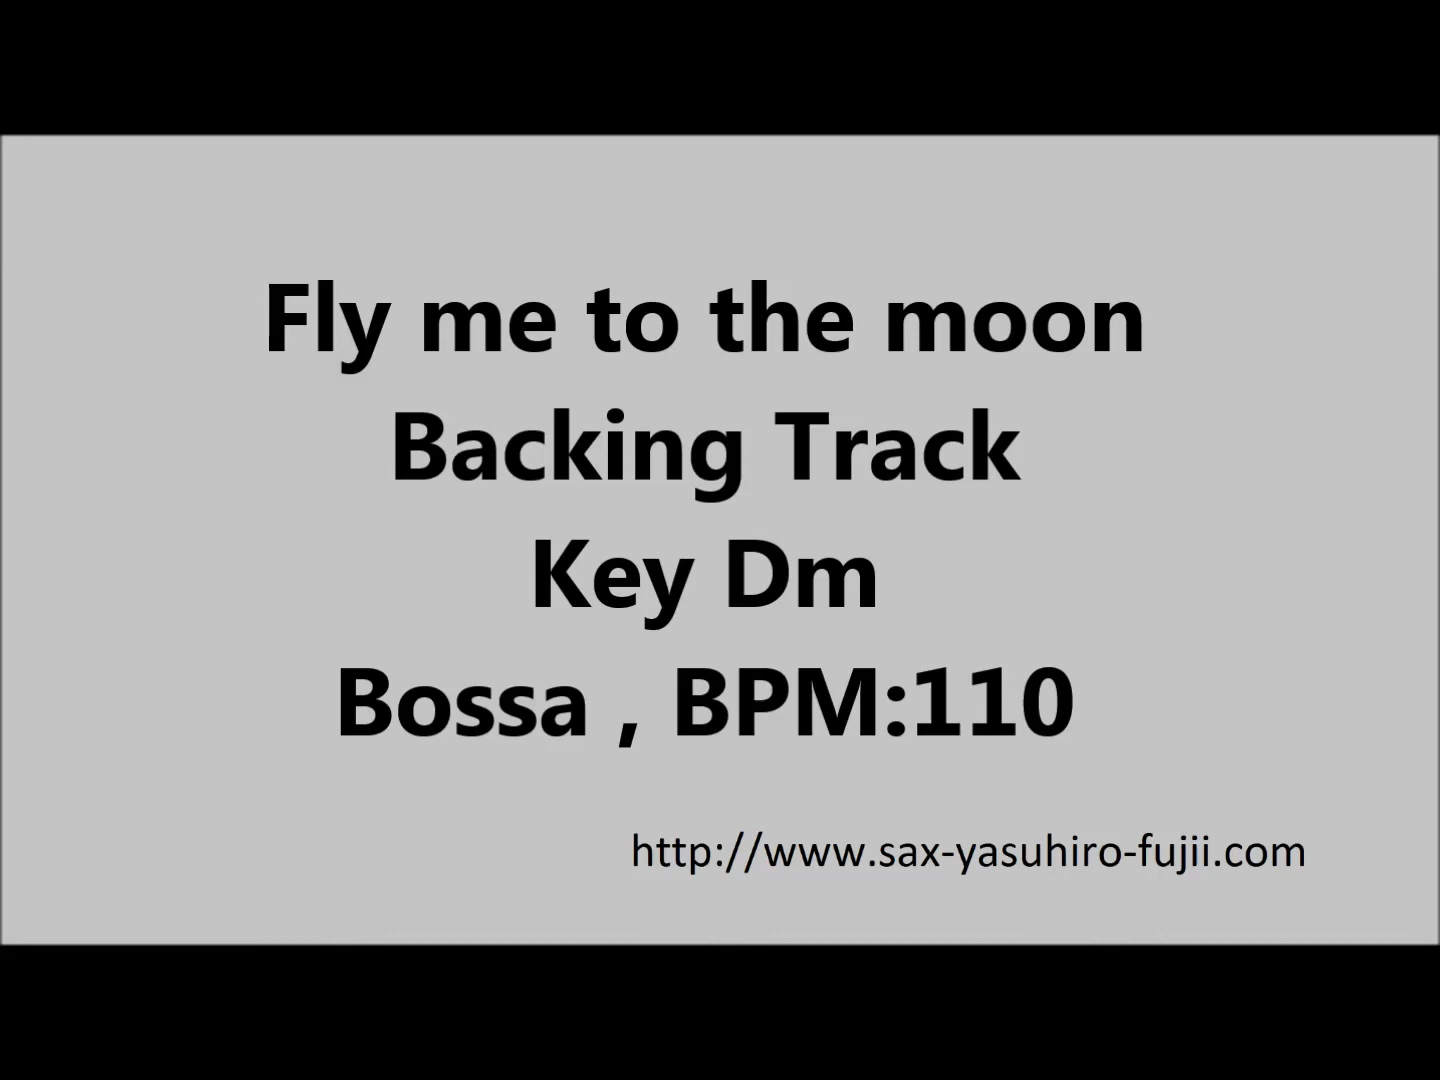 Fly me to the moon
Backing Track
Key Dm
Bossa , BPM:110
http://www.sax-yasuhiro-fujii.com